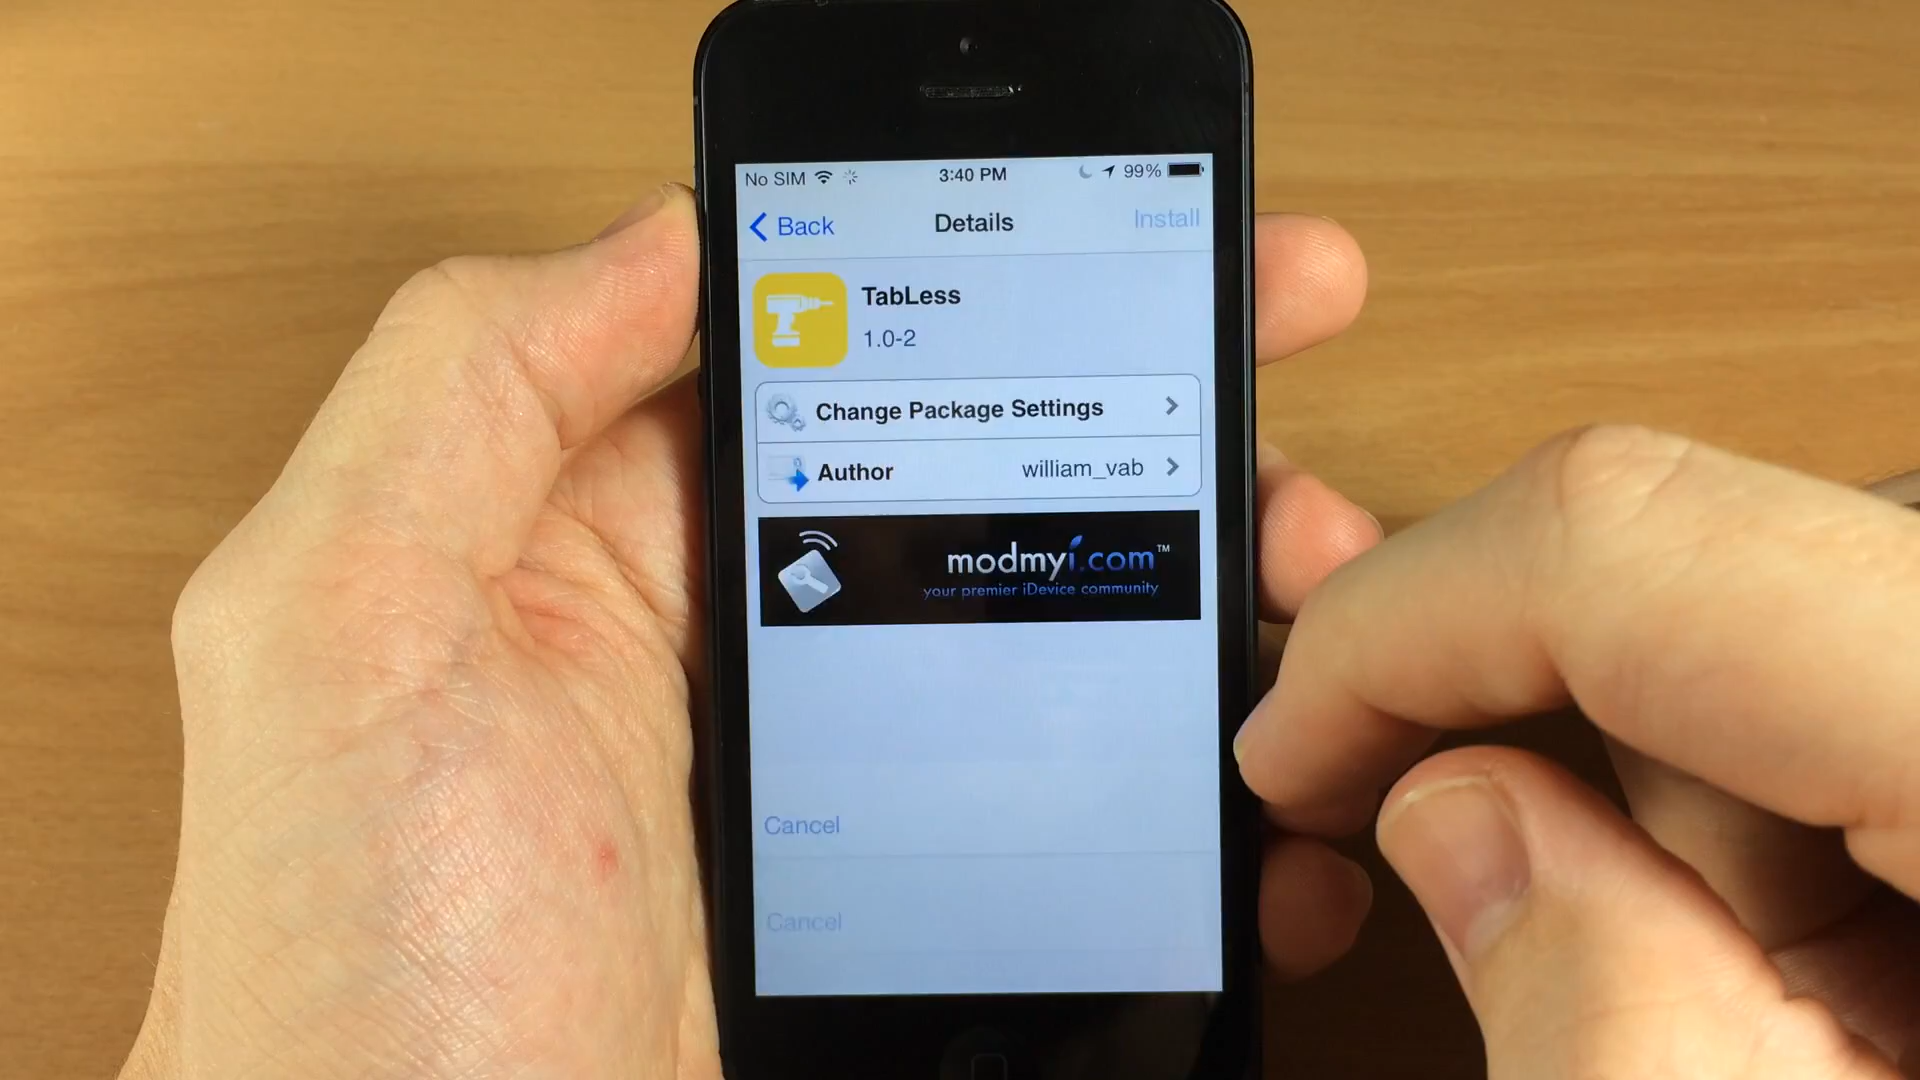 No SIM 3:40 PM 99%
Back Details Install
TabLess
1.0-2
Change Package Settings
Author william_vab
modmyi.com™
your premier iDevice community
Cancel
Cancel